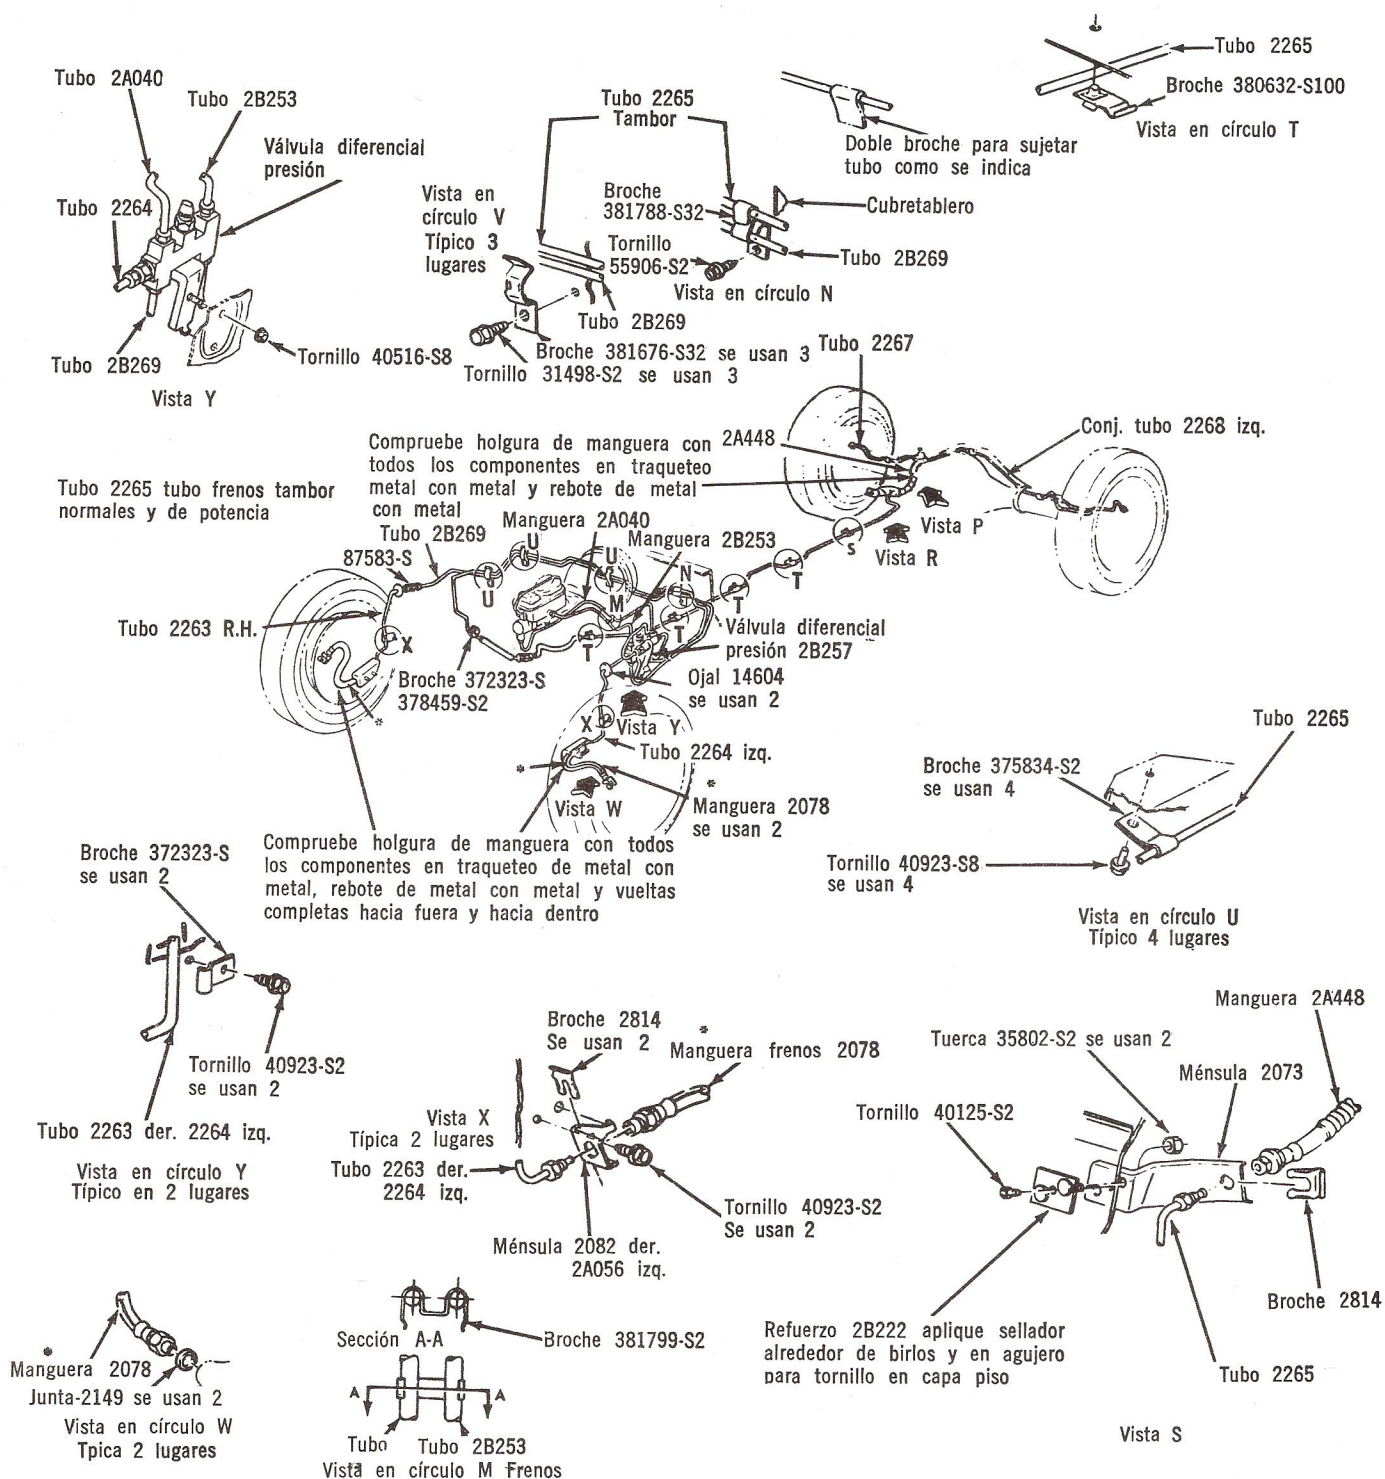 Tubo 2A040
Tubo 2B253
Válvula diferencial
presión
Tubo 2264
Tubo 2B269
Tornillo 40516-S8
Vista Y
Tubo 2265
Tambor
Vista en
círculo V
Típico 3
lugares
Broche
381788-S32
Cubretablero
Tornillo
55906-S2
Tubo 2B269
Vista en círculo N
Tubo 2B269
Broche 381676-S32 se usan 3
Tornillo 31498-S2 se usan 3
Doble broche para sujetar
tubo como se indica
Tubo 2265
Broche 380632-S100
Vista en círculo T
Tubo 2267
Compruebe holgura de manguera con
todos los componentes en traqueteo
metal con metal y rebote de metal
con metal
2A448
Conj. tubo 2268 izq.
Tubo 2265 tubo frenos tambor
normales y de potencia
Tubo 2B269
Manguera 2A040
Manguera 2B253
Vista P
Vista R
87583-S
U
U
U
N
M
S
T
T
T
T
X
Tubo 2263 R.H.
Válvula diferencial
presión 2B257
Broche 372323-S
378459-S2
Ojal 14604
se usan 2
*
X
Vista Y
Tubo 2264 izq.
*
Vista W
*
Manguera 2078
se usan 2
Compruebe holgura de manguera con todos
los componentes en traqueteo de metal con
metal, rebote de metal con metal y vueltas
completas hacia fuera y hacia dentro
Tubo 2265
Broche 375834-S2
se usan 4
Tornillo 40923-S8
se usan 4
Vista en círculo U
Típico 4 lugares
Broche 372323-S
se usan 2
Tornillo 40923-S2
se usan 2
Tubo 2263 der. 2264 izq.
Vista en círculo Y
Típico en 2 lugares
Broche 2814
Se usan 2
*
Manguera frenos 2078
Vista X
Típica 2 lugares
Tubo 2263 der.
2264 izq.
Tornillo 40923-S2
Se usan 2
Ménsula 2082 der.
2A056 izq.
Manguera 2A448
Tuerca 35802-S2 se usan 2
Ménsula 2073
Tornillo 40125-S2
Broche 2814
Refuerzo 2B222 aplique sellador
alrededor de birlos y en agujero
para tornillo en capa piso
Tubo 2265
Vista S
*
Manguera 2078
Junta-2149 se usan 2
Vista en círculo W
Tpica 2 lugares
Sección A-A
Broche 381799-S2
A
A
Tubo
Tubo 2B253
Vista en círculo M Frenos